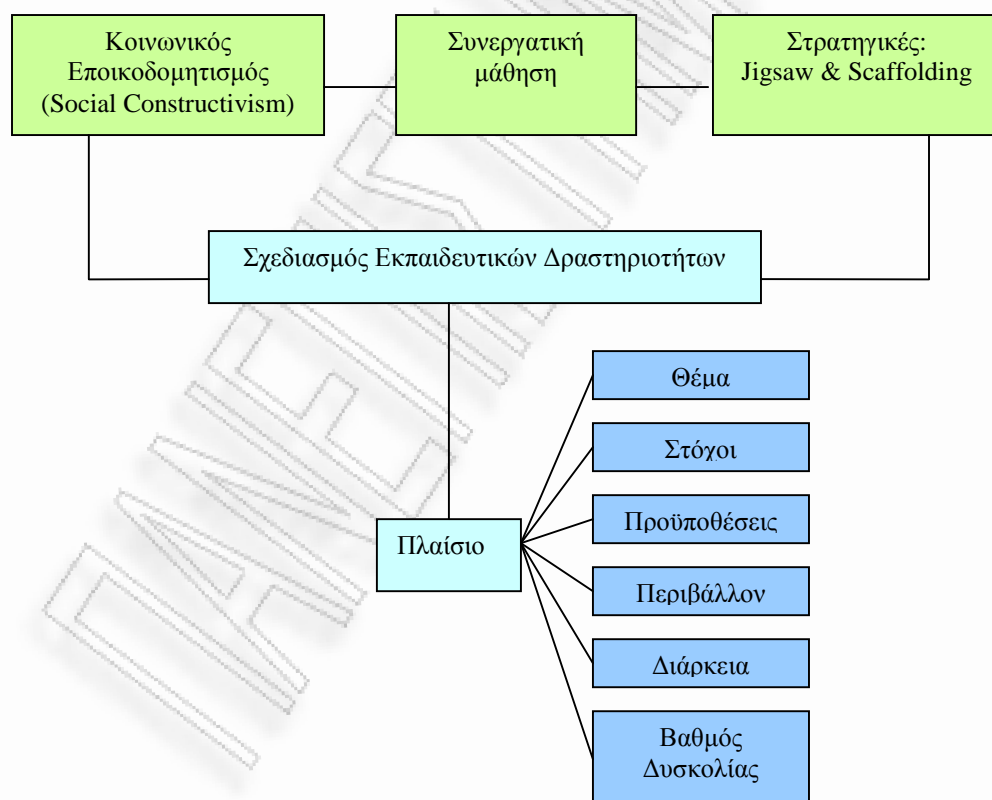 Κοινωνικός
Εποικοδομητισμός
(Social Constructivism)
Συνεργατική
μάθηση
Στρατηγικές:
Jigsaw & Scaffolding
Σχεδιασμός Εκπαιδευτικών Δραστηριοτήτων
Θέμα
Στόχοι
Προϋποθέσεις
Πλαίσιο
Περιβάλλον
Διάρκεια
Βαθμός
Δυσκολίας